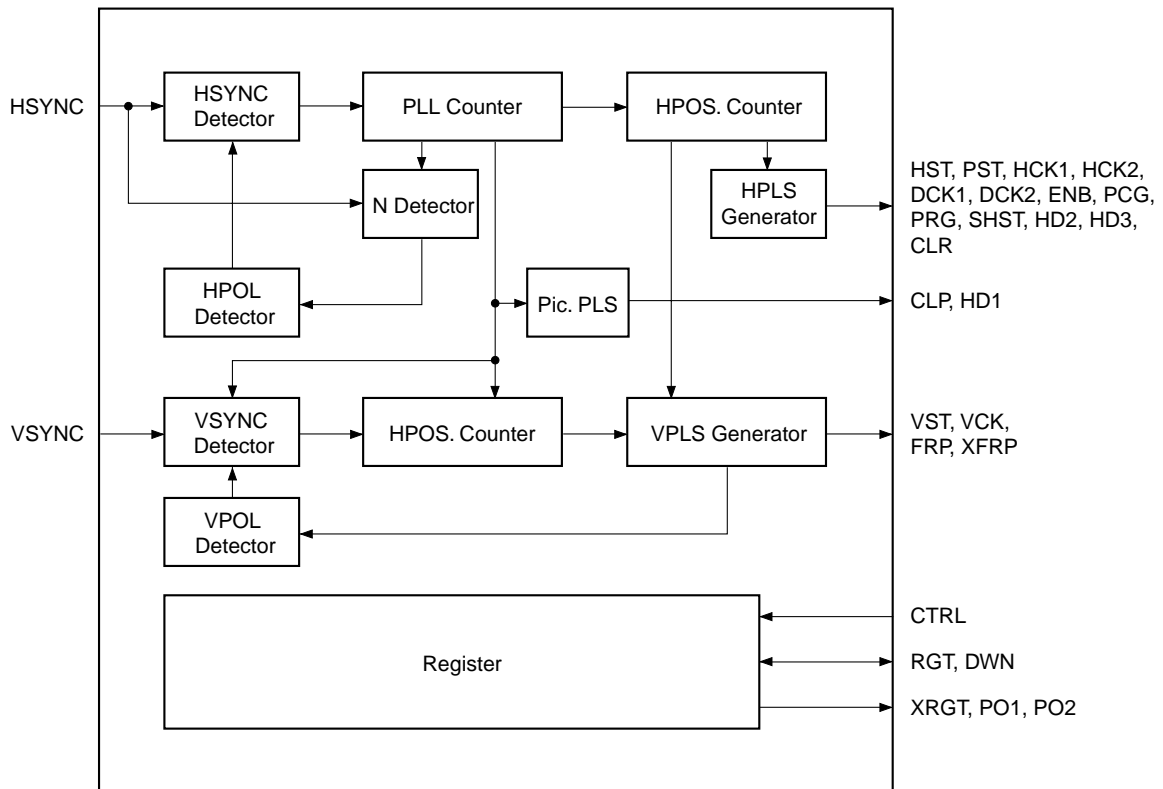 HSYNC
HSYNC
Detector
PLL Counter
HPOS. Counter
N Detector
HPLS
Generator
HST, PST, HCK1, HCK2,
DCK1, DCK2, ENB, PCG,
PRG, SHST, HD2, HD3,
CLR
HPOL
Detector
Pic. PLS
CLP, HD1
VSYNC
VSYNC
Detector
HPOS. Counter
VPLS Generator
VST, VCK,
FRP, XFRP
VPOL
Detector
Register
CTRL
RGT, DWN
XRGT, PO1, PO2